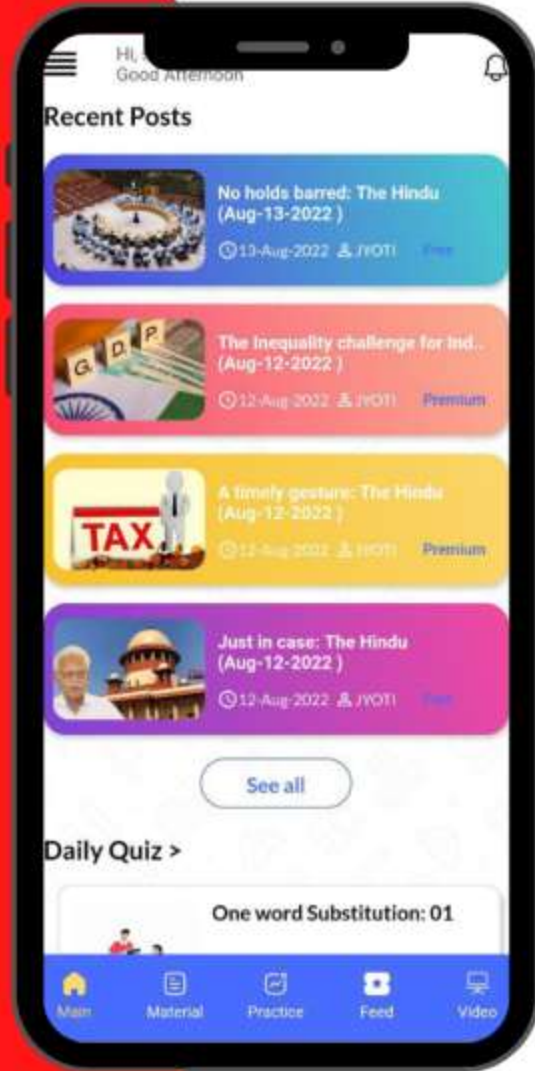 Hi,
Good Afternoon
Recent Posts
No holds barred: The Hindu
(Aug-13-2022 )
13-Aug-2022 JYOTI Free
G. D. P.
The Inequality challenge for Ind..
(Aug-12-2022 )
12-Aug-2022 JYOTI Premium
TAX
A timely gesture: The Hindu
(Aug-12-2022 )
12-Aug-2022 JYOTI Premium
Just in case: The Hindu
(Aug-12-2022 )
12-Aug-2022 JYOTI Free
See all
Daily Quiz >
One word Substitution: 01
Main Material Practice Feed Video